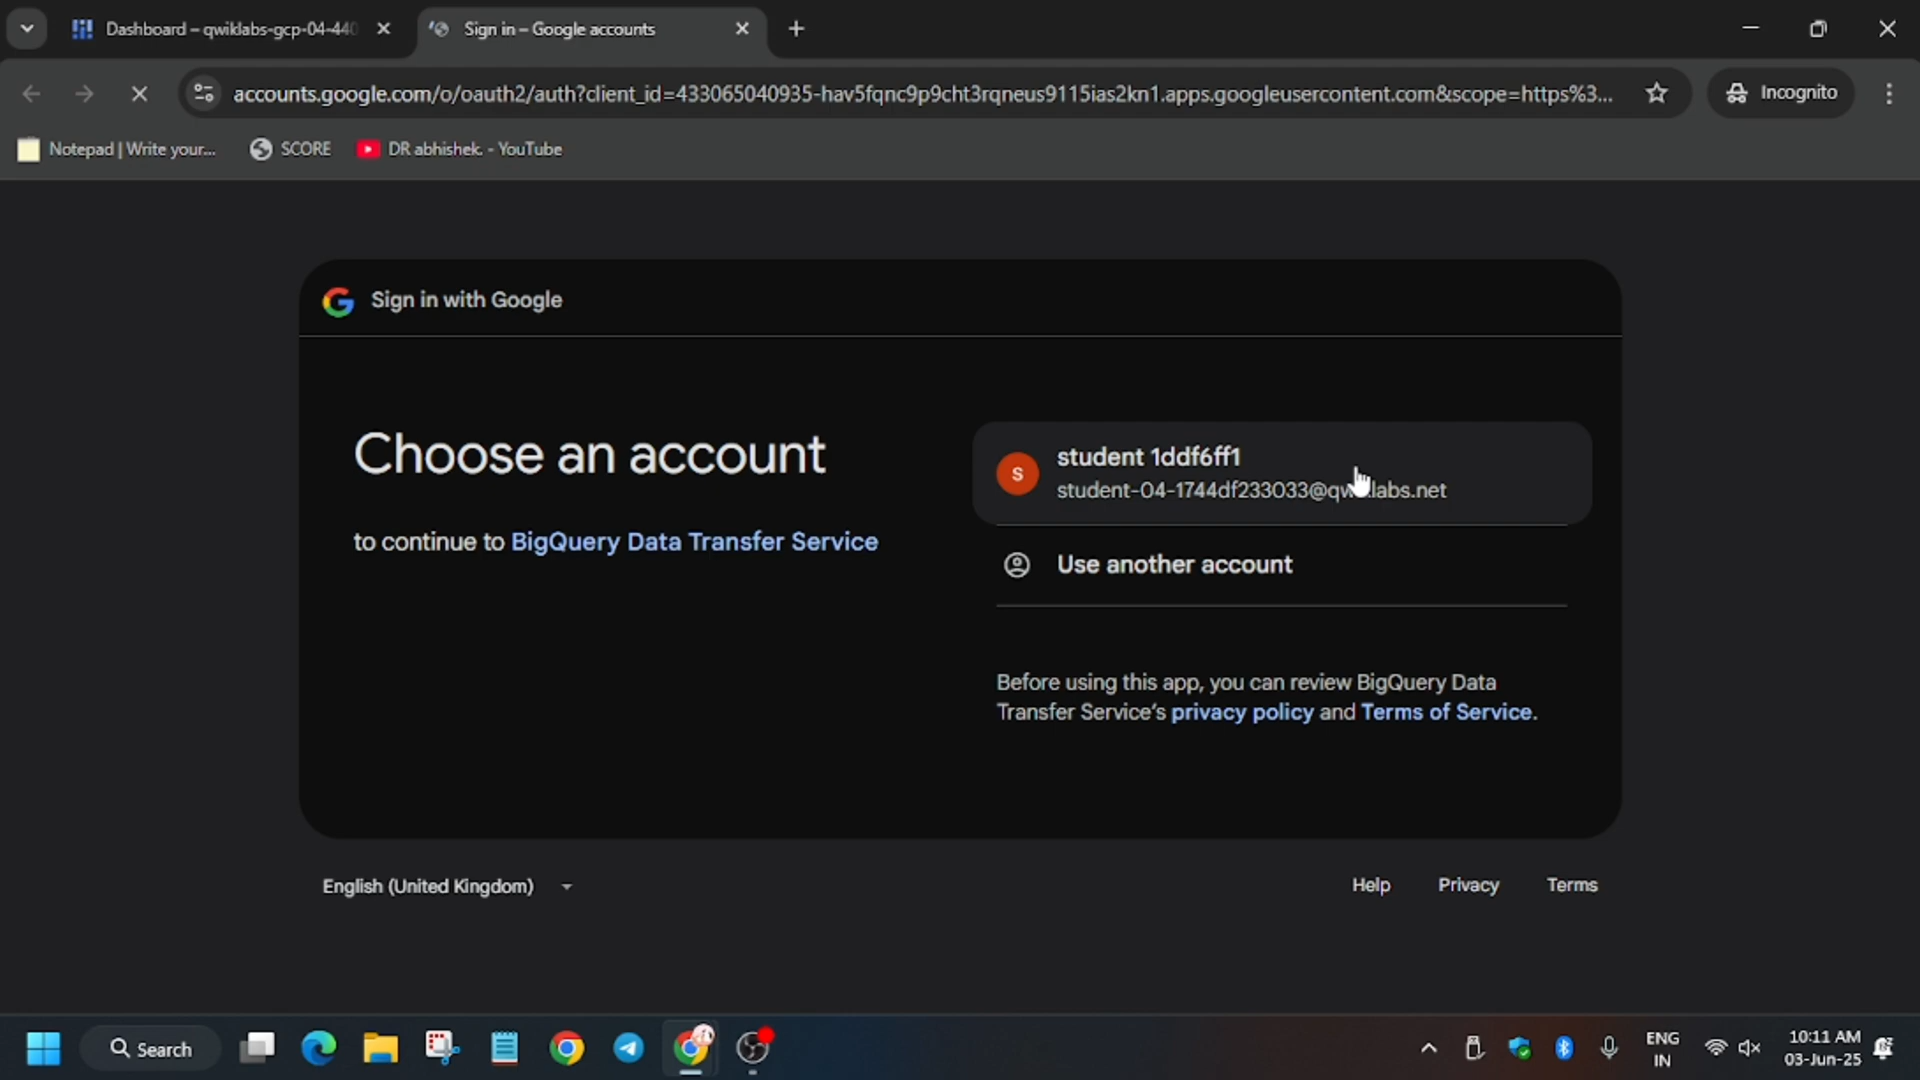 Dashboard – qwiklabs-gcp-04-440
Sign in – Google accounts
accounts.google.com/o/oauth2/auth?client_id=433065040935-hav5fqnc9p9cht3rqneus9115ias2kn1.apps.googleusercontent.com&scope=https%3...
Incognito
Notepad | Write your...
SCORE
DR abhishek. - YouTube
Sign in with Google
Choose an account
to continue to BigQuery Data Transfer Service
S
student 1ddf6ff1
student-04-1744df233033@qwiklabs.net
Use another account
Before using this app, you can review BigQuery Data
Transfer Service's privacy policy and Terms of Service.
English (United Kingdom)
Help
Privacy
Terms
Search
ENG
IN
10:11 AM
03-Jun-25